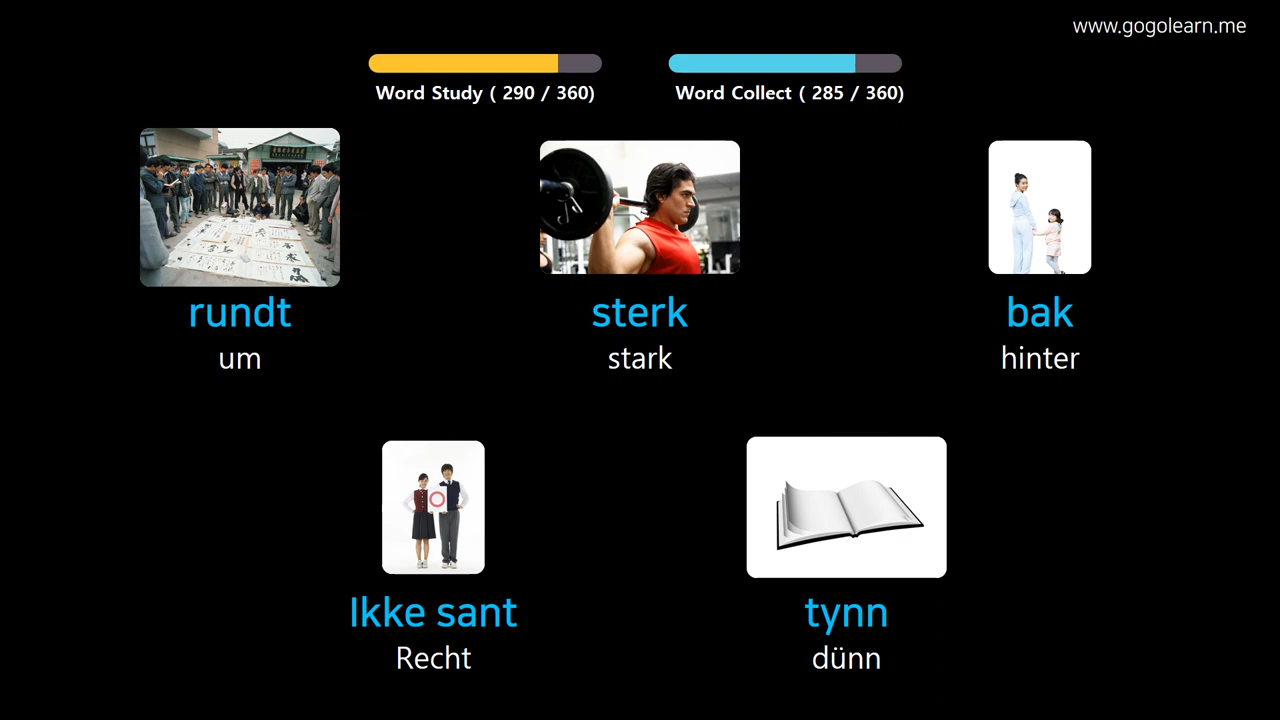 www.gogolearn.me
Word Study ( 290 / 360)
Word Collect ( 285 / 360)
rundt
um
sterk
stark
bak
hinter
Ikke sant
Recht
tynn
dünn